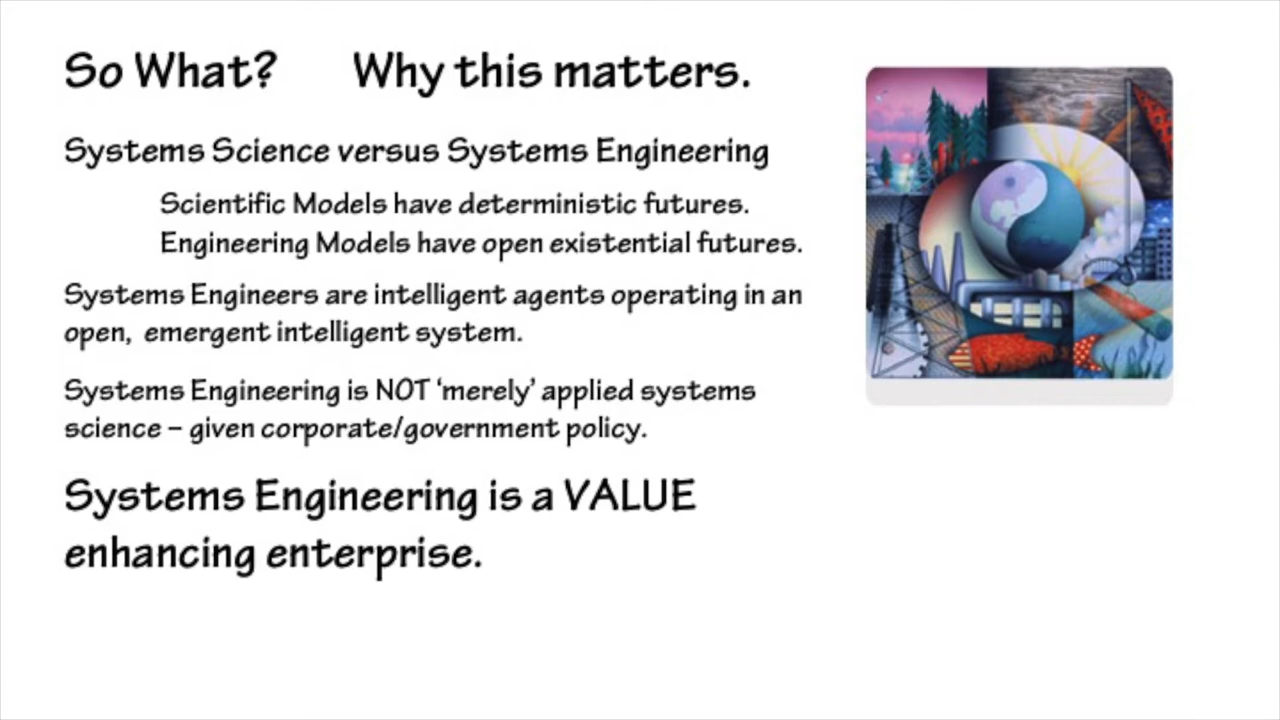 So What? Why this matters.
Systems Science versus Systems Engineering
Scientific Models have deterministic futures.
Engineering Models have open existential futures.
Systems Engineers are intelligent agents operating in an
open, emergent intelligent system.
Systems Engineering is NOT ‘merely’ applied systems
science – given corporate/government policy.
Systems Engineering is a VALUE
enhancing enterprise.